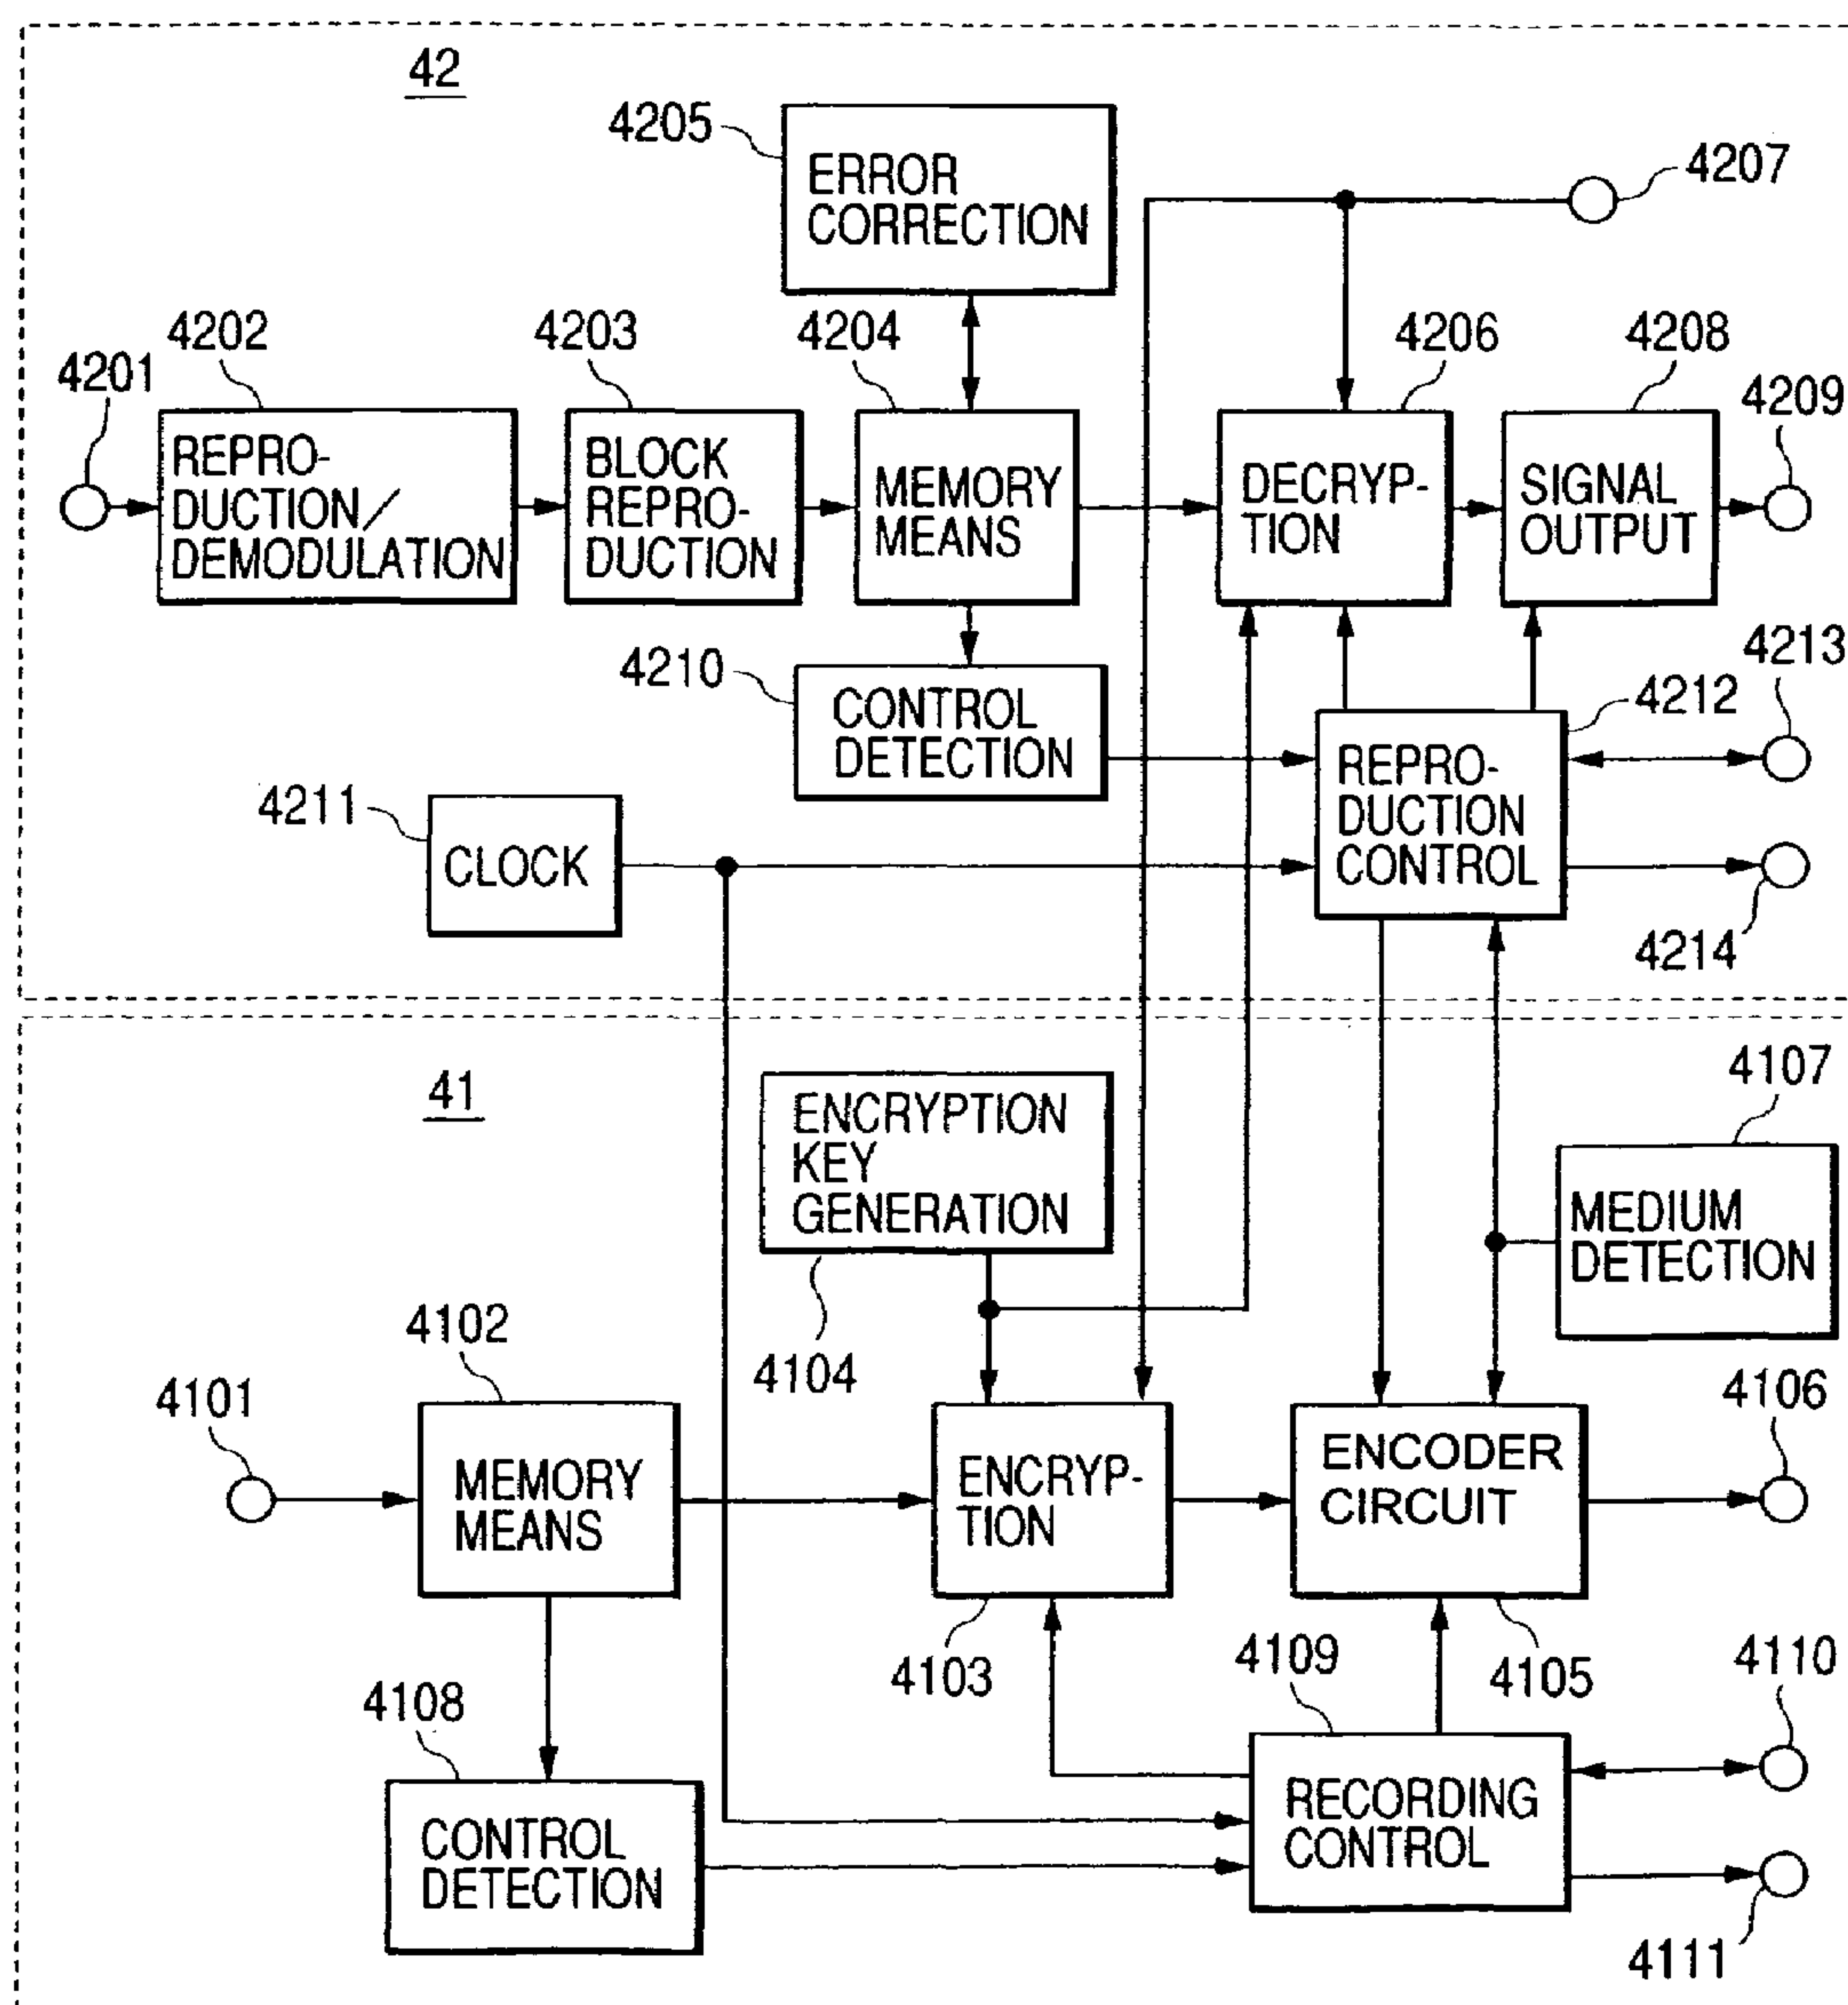 42
4205
ERROR
CORRECTION
4207
4202
4203
4204
4206
4208
4201
4209
REPRO-
DUCTION/
DEMODULATION
BLOCK
REPRO-
DUCTION
MEMORY
MEANS
DECRYP-
TION
SIGNAL
OUTPUT
4210
CONTROL
DETECTION
4213
4212
REPRO-
DUCTION
CONTROL
4211
CLOCK
4214
41
ENCRYPTION
KEY
GENERATION
4107
MEDIUM
DETECTION
4102
4104
4101
4106
MEMORY
MEANS
ENCRYP-
TION
ENCODER
CIRCUIT
4103
4109
4105
4110
4108
CONTROL
DETECTION
RECORDING
CONTROL
4111